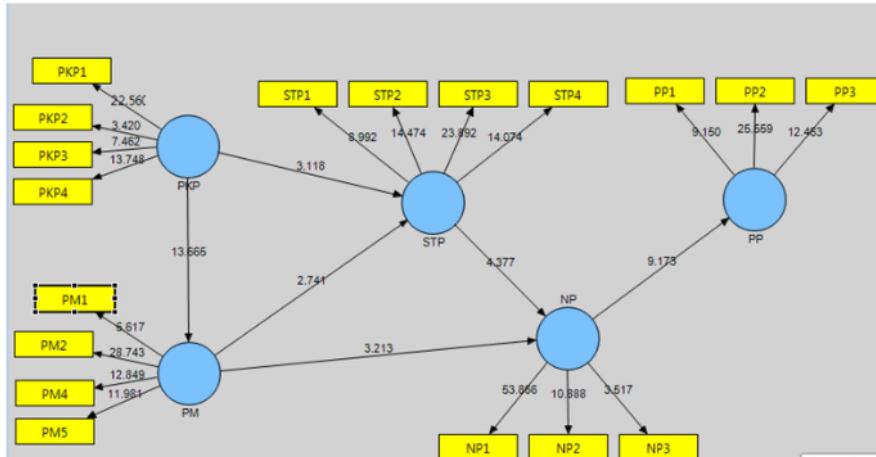 PKP1
22,560
PKP2
3.420
PKP3
7.462
PKP4
13.748
PKP
STP1
STP2
STP3
STP4
8.992
14.474
23.892
14.074
STP
PP1
PP2
PP3
9.150
25.559
12.453
PP
3.118
13.665
2.741
4.377
9.173
3.213
PM1
5.617
PM2
28.743
PM4
12.849
PM5
11.981
PM
NP
53.866
10.888
3.517
NP1
NP2
NP3